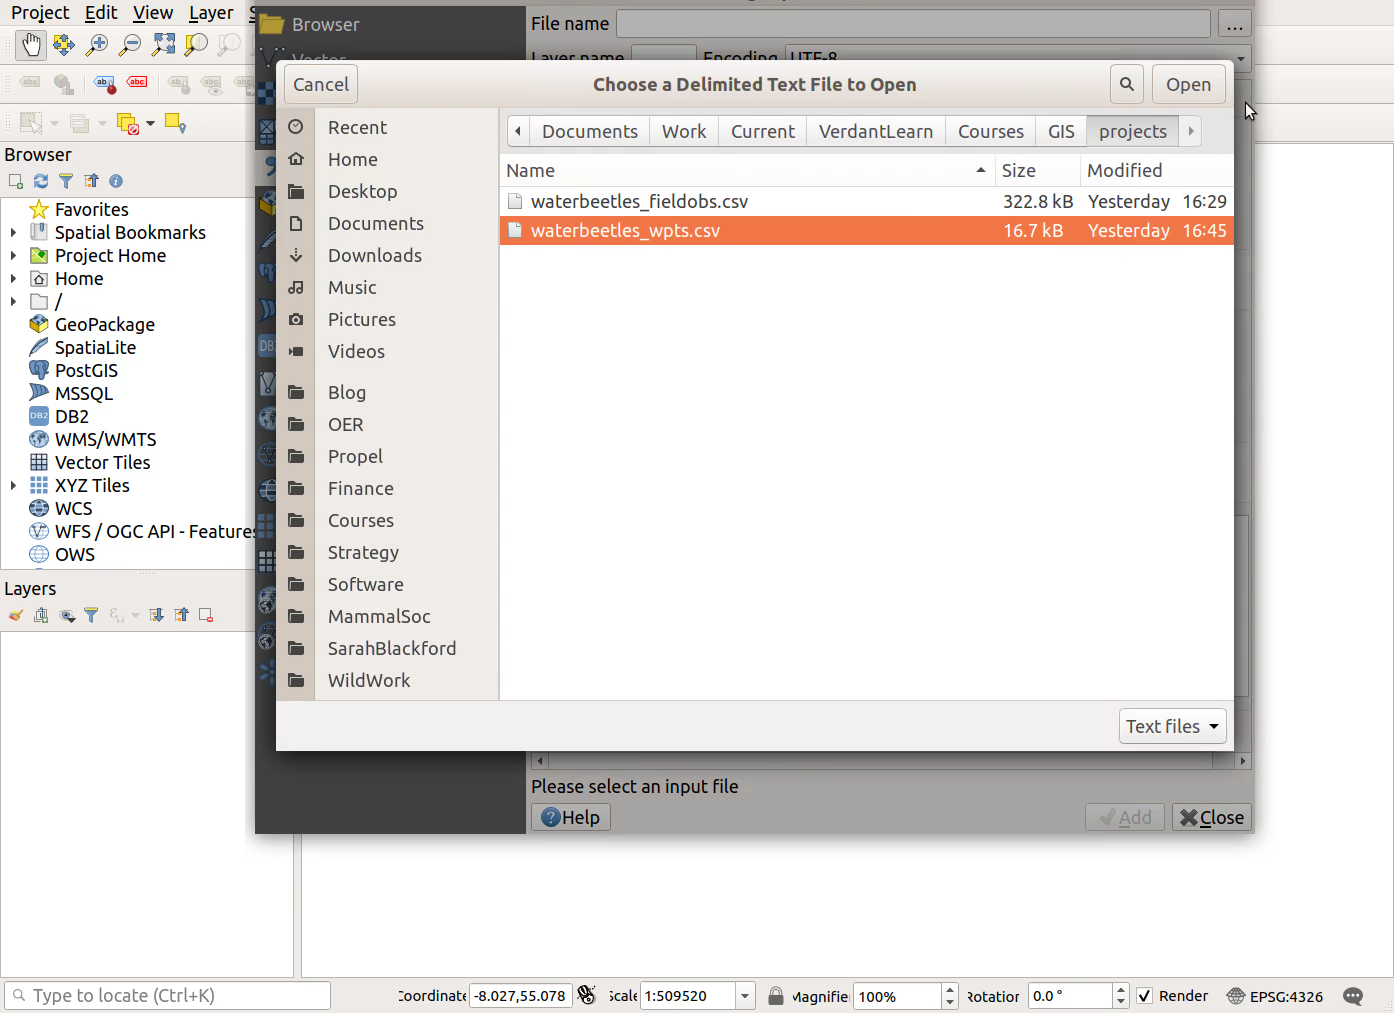 Project Edit View Layer
Browser
File name
...
Vector
Layer name Encoding UTF-8
Cancel
Choose a Delimited Text File to Open
Open
Recent
Home
Desktop
Documents
Downloads
Music
Pictures
Videos
Blog
OER
Propel
Finance
Courses
Strategy
Software
MammalSoc
SarahBlackford
WildWork
Documents Work Current VerdantLearn Courses GIS projects
Name Size Modified
waterbeetles_fieldobs.csv 322.8 kB Yesterday 16:29
waterbeetles_wpts.csv 16.7 kB Yesterday 16:45
Text files
Please select an input file
Help
Add
Close
Browser
Favorites
Spatial Bookmarks
Project Home
Home
/
GeoPackage
SpatiaLite
PostGIS
MSSQL
DB2 DB2
WMS/WMTS
Vector Tiles
XYZ Tiles
WCS
WFS / OGC API - Features
OWS
Layers
Type to locate (Ctrl+K)
Coordinate -8.027,55.078 Scale 1:509520 Magnifie 100% Rotation 0.0 ° Render EPSG:4326